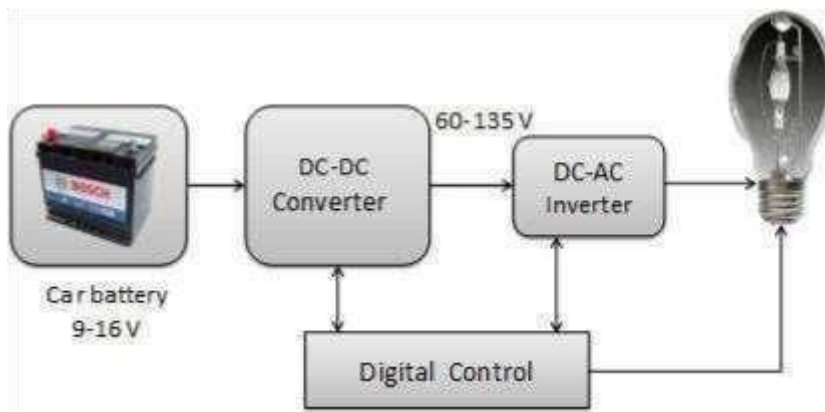 BOSCH
Car battery
9-16 V
DC-DC
Converter
60-135 V
DC-AC
Inverter
Digital Control